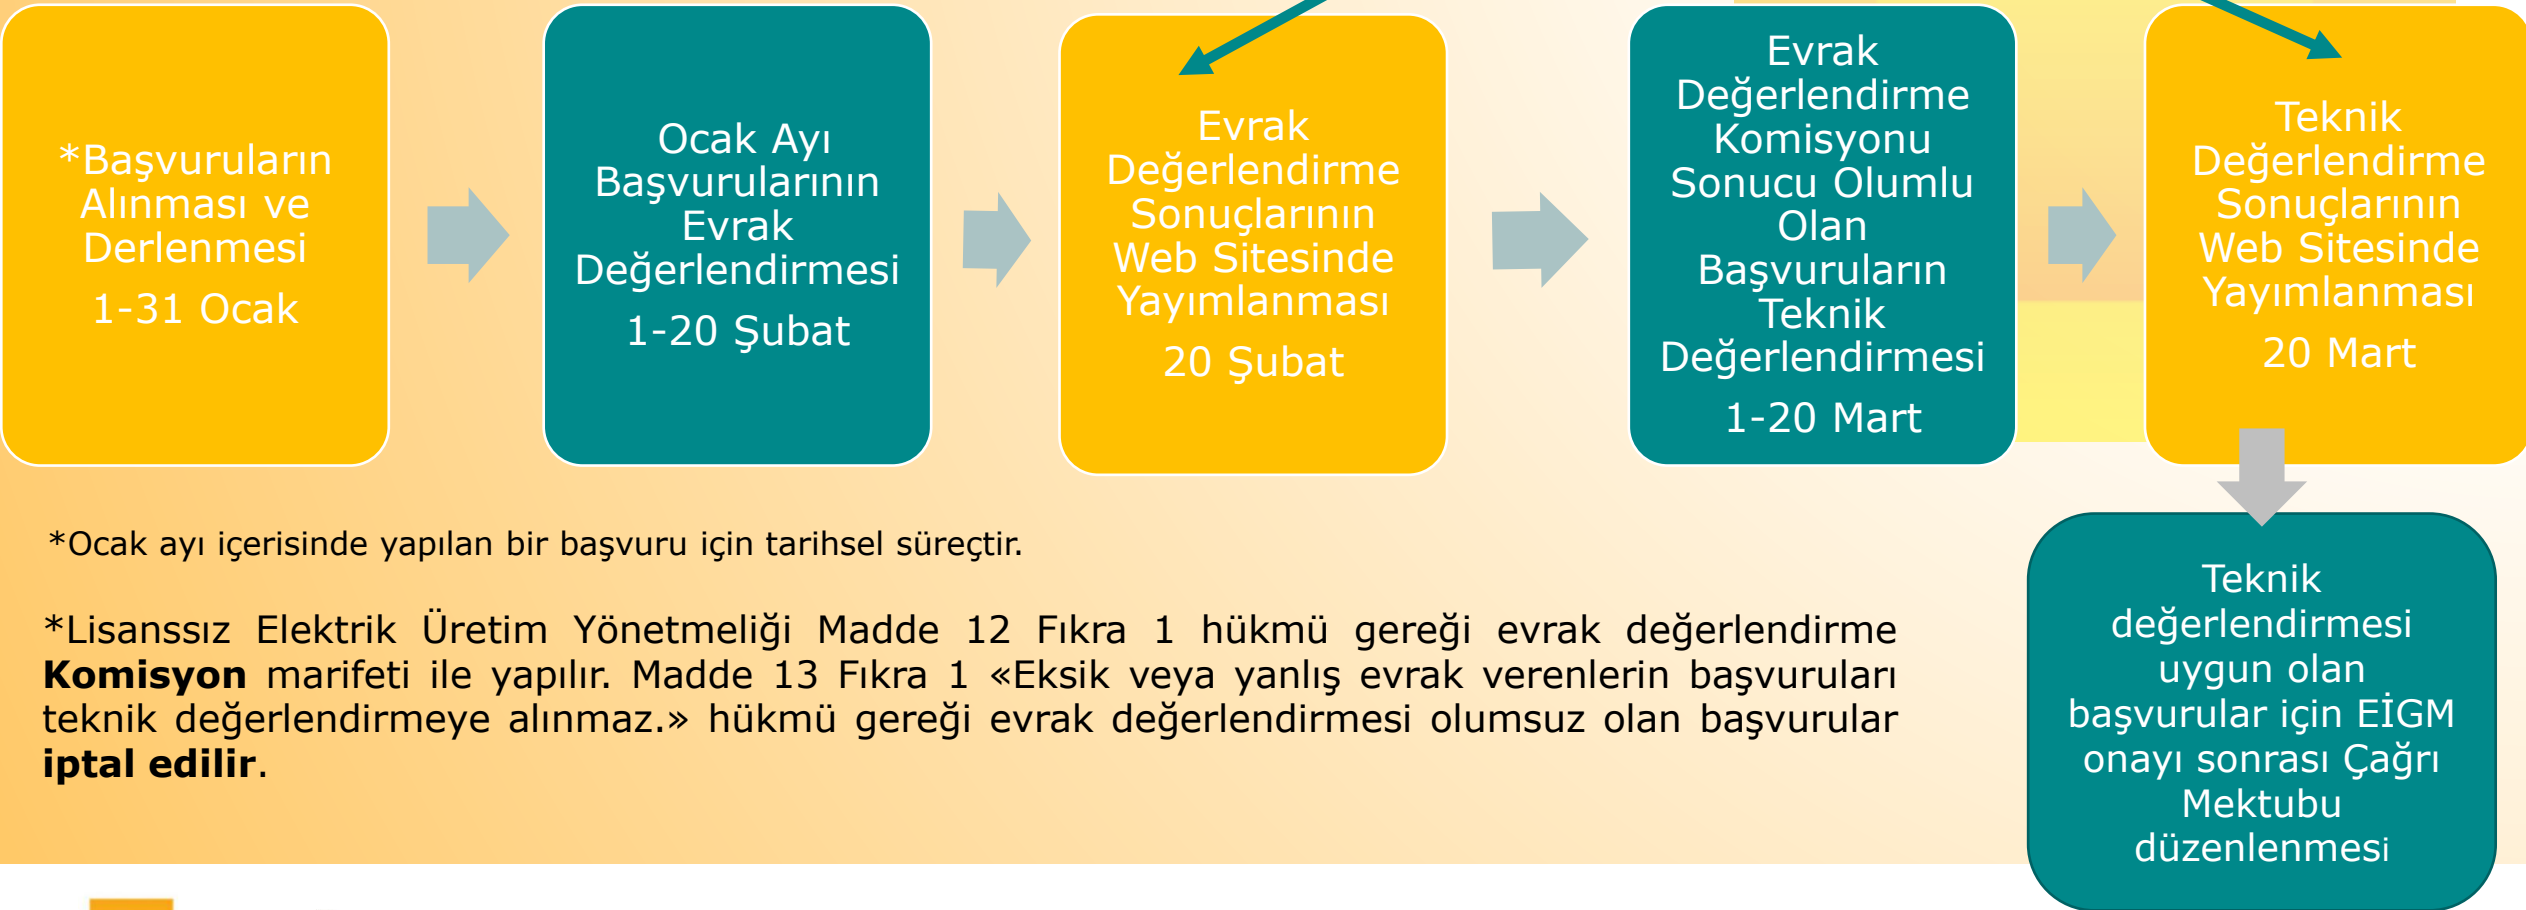 *Başvuruların
Alınması ve
Derlenmesi
1-31 Ocak
Ocak Ayı
Başvurularının
Evrak
Değerlendirmesi
1-20 Şubat
Evrak
Değerlendirme
Sonuçlarının
Web Sitesinde
Yayımlanması
20 Şubat
Evrak
Değerlendirme
Komisyonu
Sonucu Olumlu
Olan
Başvuruların
Teknik
Değerlendirmesi
1-20 Mart
Teknik
Değerlendirme
Sonuçlarının
Web Sitesinde
Yayımlanması
20 Mart
Teknik
değerlendirmesi
uygun olan
başvurular için EİGM
onayı sonrası Çağrı
Mektubu
düzenlenmesi
*Ocak ayı içerisinde yapılan bir başvuru için tarihsel süreçtir.
*Lisanssız Elektrik Üretim Yönetmeliği Madde 12 Fıkra 1 hükmü gereği evrak değerlendirme
Komisyon marifeti ile yapılır. Madde 13 Fıkra 1 «Eksik veya yanlış evrak verenlerin başvuruları
teknik değerlendirmeye alınmaz.» hükmü gereği evrak değerlendirmesi olumsuz olan başvurular
iptal edilir.